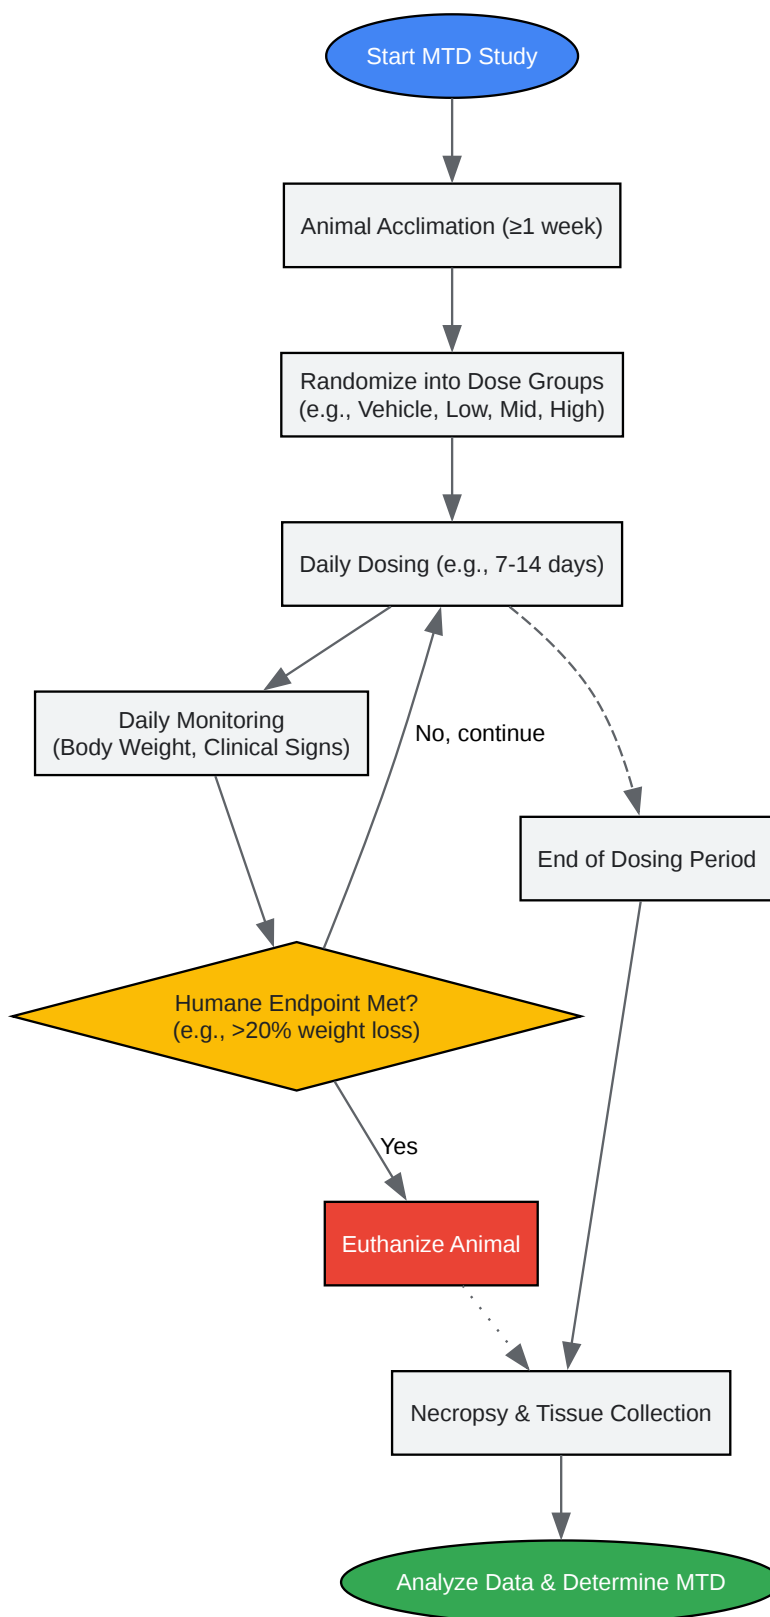 Start MTD Study
Animal Acclimation (≥1 week)
Randomize into Dose Groups
(e.g., Vehicle, Low, Mid, High)
Daily Dosing (e.g., 7-14 days)
Daily Monitoring
(Body Weight, Clinical Signs)
No, continue
End of Dosing Period
Humane Endpoint Met?
(e.g., >20% weight loss)
Yes
Euthanize Animal
Necropsy & Tissue Collection
Analyze Data & Determine MTD